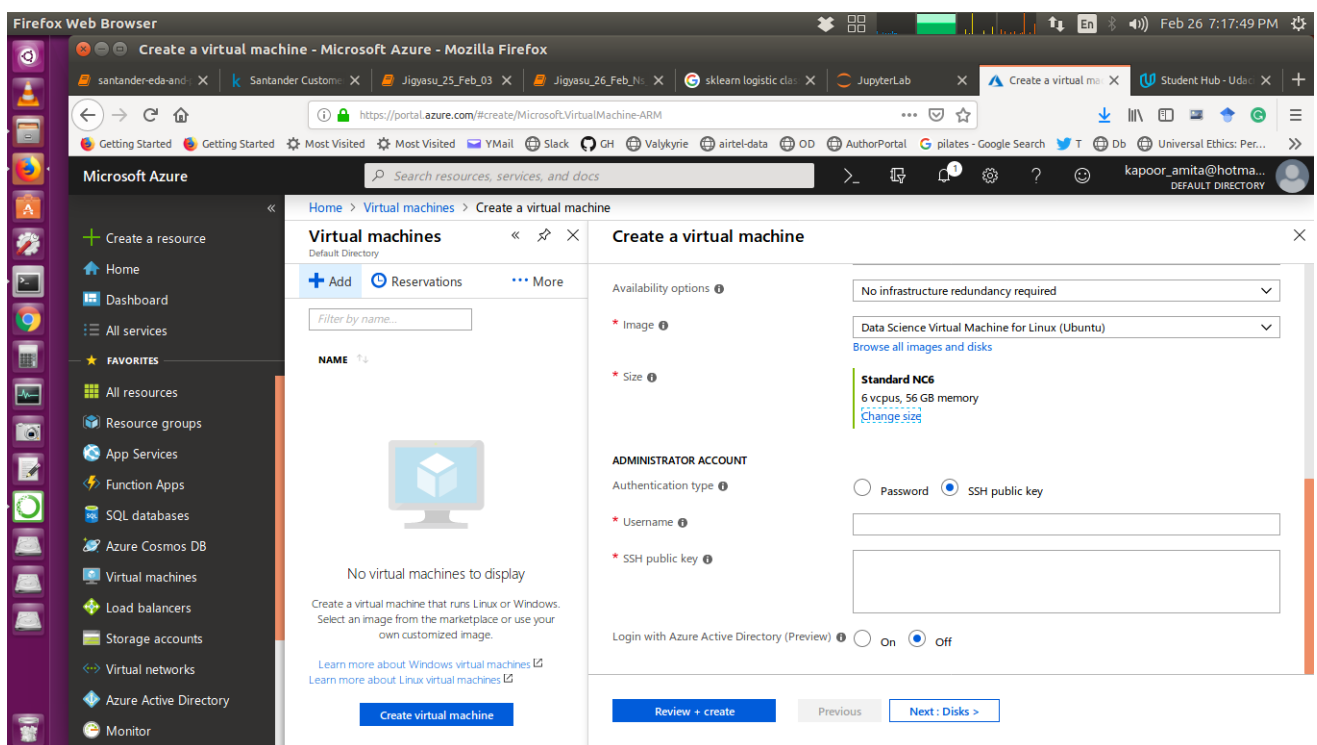 Firefox Web Browser
En
Feb 26 7:17:49 PM
Create a virtual machine - Microsoft Azure - Mozilla Firefox
santander-eda-and-
Santander Custome
Jigyasu_25_Feb_03
Jigyasu_26_Feb_Ns
sklearn logistic clas
JupyterLab
Create a virtual ma
Student Hub - Udac
https://portal.azure.com/#create/Microsoft.VirtualMachine-ARM
Getting Started Getting Started Most Visited Most Visited YMail Slack GH Valykyrie airtel-data OD AuthorPortal pilates - Google Search T Db Universal Ethics: Per...
Microsoft Azure
Search resources, services, and docs
1
kapoor_amita@hotma...
DEFAULT DIRECTORY
Create a resource
Home
Dashboard
All services
FAVORITES
All resources
Resource groups
App Services
Function Apps
SQL databases
Azure Cosmos DB
Virtual machines
Load balancers
Storage accounts
Virtual networks
Azure Active Directory
Monitor
Home > Virtual machines > Create a virtual machine
Virtual machines
Default Directory
Add Reservations More
Filter by name...
NAME
No virtual machines to display
Create a virtual machine that runs Linux or Windows.
Select an image from the marketplace or use your
own customized image.
Learn more about Windows virtual machines
Learn more about Linux virtual machines
Create virtual machine
Create a virtual machine
Availability options
No infrastructure redundancy required
* Image
Data Science Virtual Machine for Linux (Ubuntu)
Browse all images and disks
* Size
Standard NC6
6 vcpus, 56 GB memory
Change size
ADMINISTRATOR ACCOUNT
Authentication type
Password SSH public key
* Username
* SSH public key
Login with Azure Active Directory (Preview)
On Off
Review + create
Previous
Next : Disks >